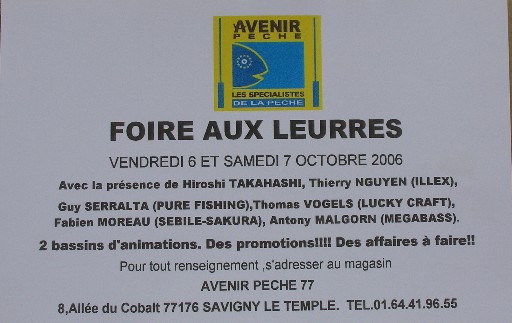 AVENIR
PECHE
LES SPECIALISTES
DE LA PECHE
FOIRE AUX LEURRES
VENDREDI 6 ET SAMEDI 7 OCTOBRE 2006
Avec la présence de Hiroshi TAKAHASHI, Thierry NGUYEN (ILLEX),
Guy SERRALTA (PURE FISHING),Thomas VOGELS (LUCKY CRAFT),
Fabien MOREAU (SEBILE-SAKURA), Antony MALGORN (MEGABASS).
2 bassins d'animations. Des promotions!!!! Des affaires à faire!!
Pour tout renseignement ,s'adresser au magasin
AVENIR PECHE 77
8,Allée du Cobalt 77176 SAVIGNY LE TEMPLE. TEL.01.64.41.96.55